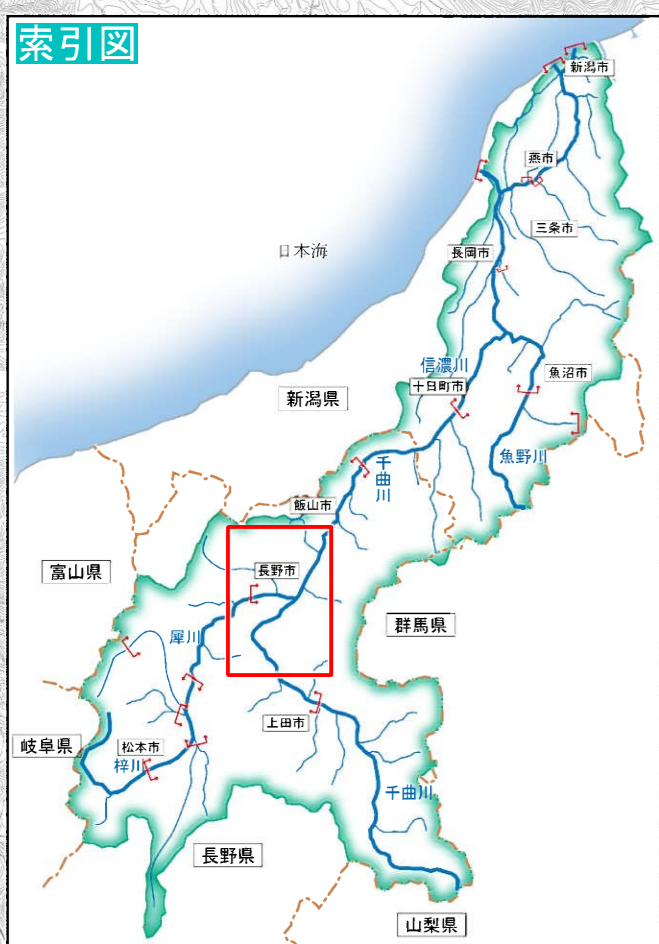 索引図
新潟市
燕市
三条市
日本海
長岡市
信濃川
魚沼市
十日町市
新潟県
魚野川
千曲川
飯山市
長野市
富山県
群馬県
犀川
上田市
岐阜県
松本市
梓川
千曲川
長野県
山梨県